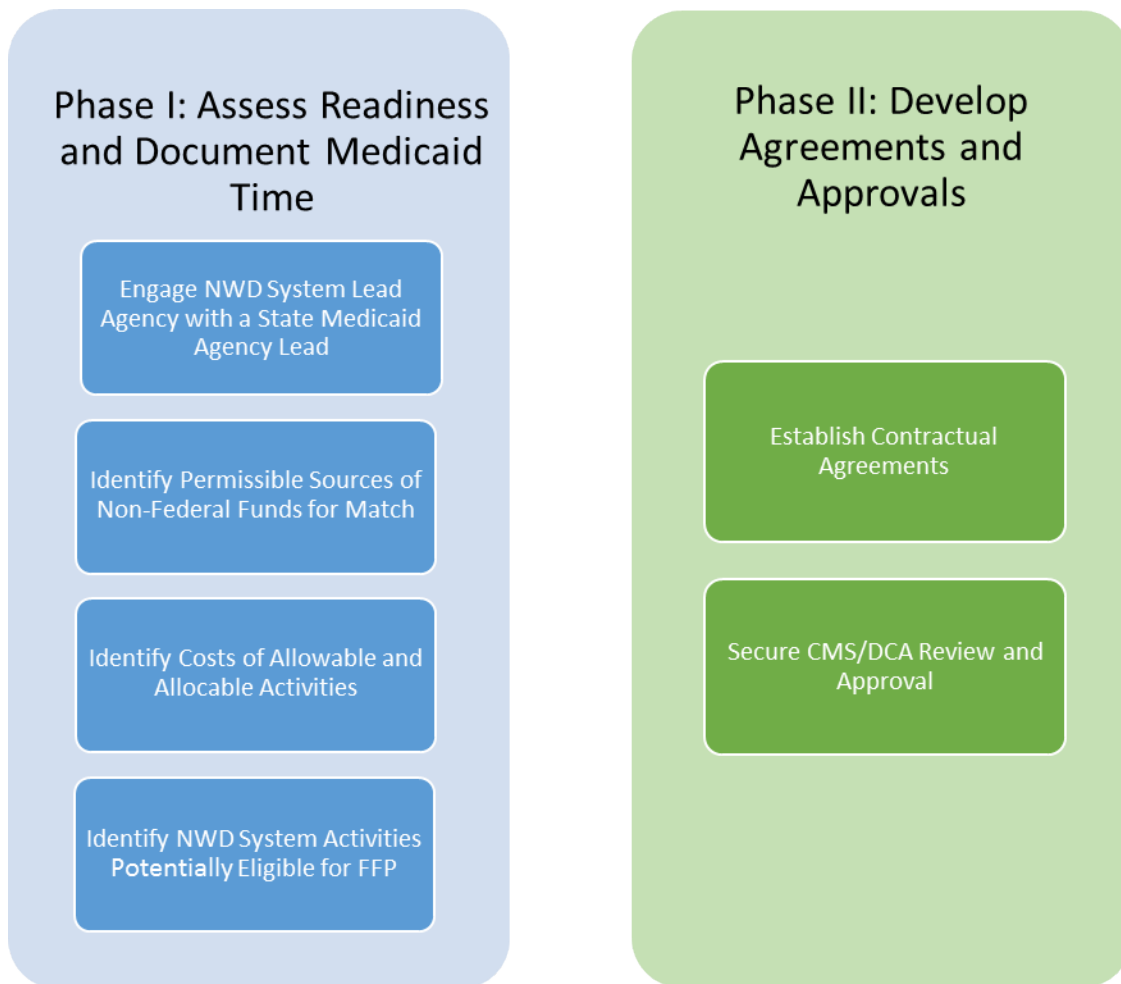 Phase I: Assess Readiness
and Document Medicaid
Time
Engage NWD System Lead
Agency with a State Medicaid
Agency Lead
Identify Permissible Sources of
Non-Federal Funds for Match
Identify Costs of Allowable and
Allocable Activities
Identify NWD System Activities
Potentially Eligible for FFP
Phase II: Develop
Agreements and
Approvals
Establish Contractual
Agreements
Secure CMS/DCA Review and
Approval